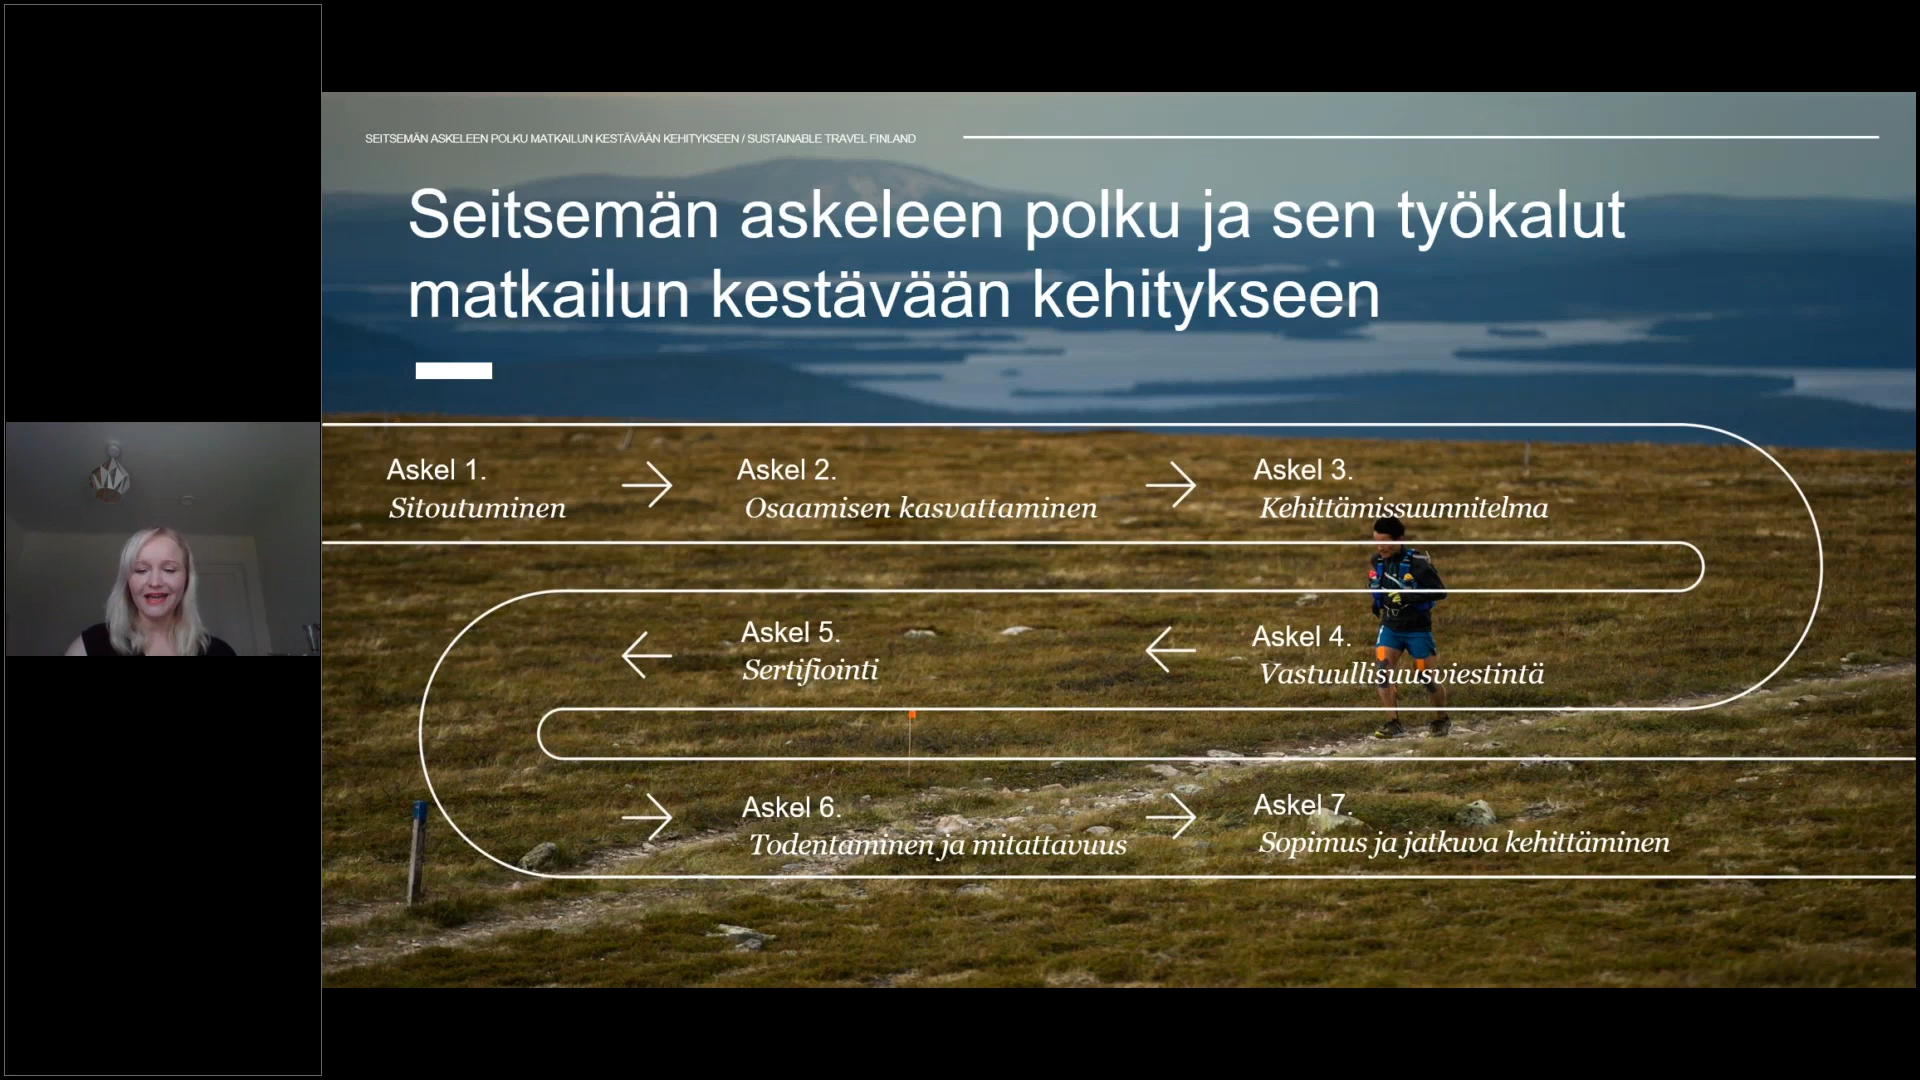 SEITSEMÄN ASKELEEN POLKU MATKAILUN KESTÄVÄÄN KEHITYKSEEN / SUSTAINABLE TRAVEL FINLAND
Seitsemän askeleen polku ja sen työkalut
matkailun kestävään kehitykseen
Askel 1.
Sitoutuminen
Askel 2.
Osaamisen kasvattaminen
Askel 3.
Kehittämissuunnitelma
Askel 4.
Vastuullisuusviestintä
Askel 5.
Sertifiointi
Askel 6.
Todentaminen ja mitattavuus
Askel 7.
Sopimus ja jatkuva kehittäminen